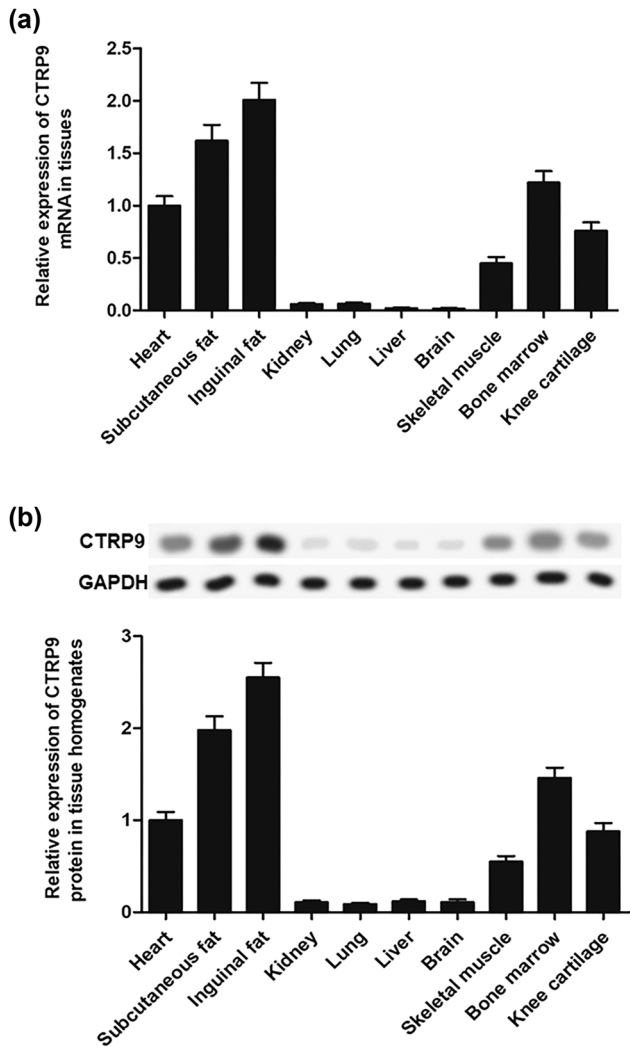 (a)
Relative expression of CTRP9
mRNA in tissues
2.5
2.0
1.5
1.0
0.5
0.0
Heart
Subcutaneous fat
Inguinal fat
Kidney
Lung
Liver
Brain
Skeletal muscle
Bone marrow
Knee cartilage
(b)
CTRP9
GAPDH
Relative expression of CTRP9
protein in tissue homogenates
3
2
1
0
Heart
Subcutaneous fat
Inguinal fat
Kidney
Lung
Liver
Brain
Skeletal muscle
Bone marrow
Knee cartilage